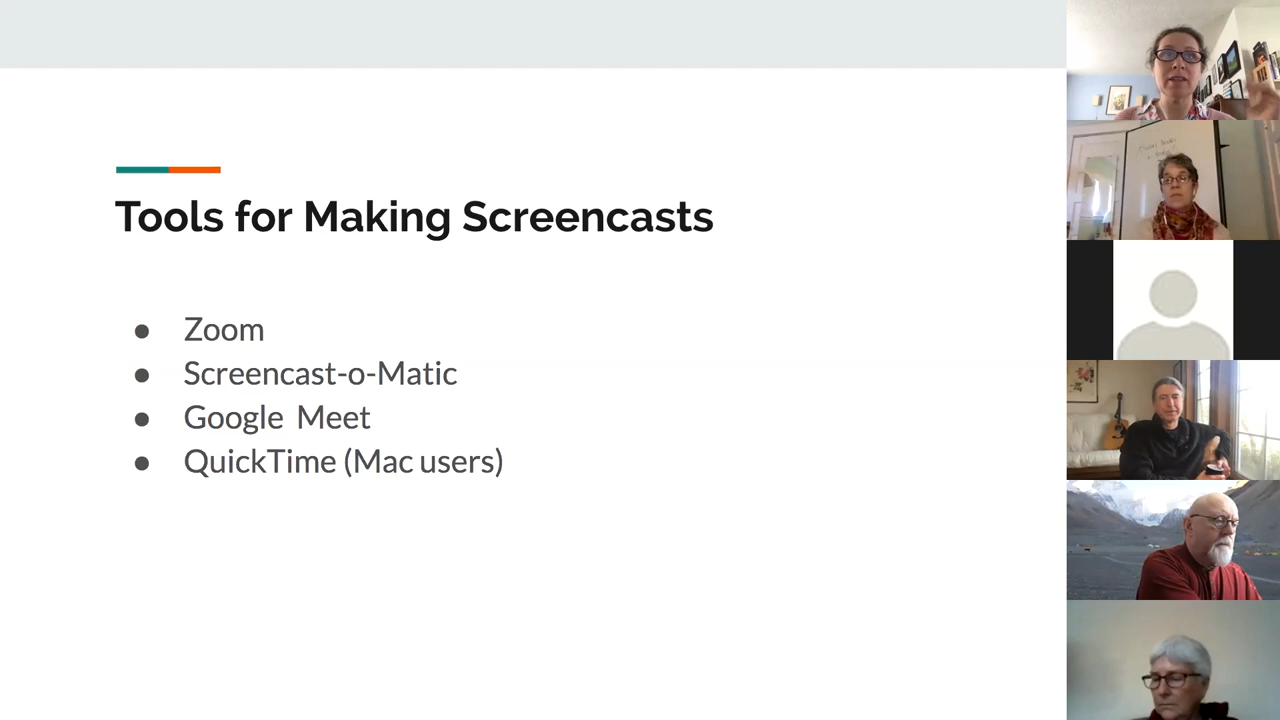 Tools for Making Screencasts
● Zoom
● Screencast-o-Matic
● Google Meet
● QuickTime (Mac users)